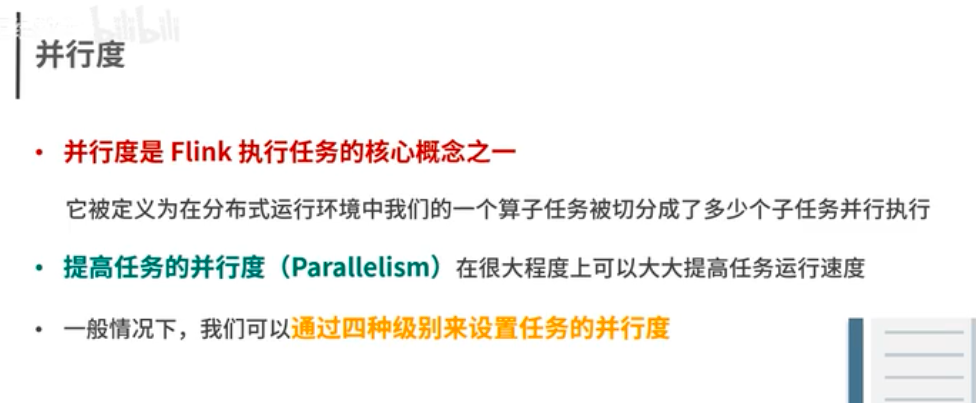 bilibili
并行度
• 并行度是 Flink 执行任务的核心概念之一
它被定义为在分布式运行环境中我们的一个算子任务被切分成了多少个子任务并行执行
• 提高任务的并行度（Parallelism）在很大程度上可以大大提高任务运行速度
• 一般情况下，我们可以通过四种级别来设置任务的并行度